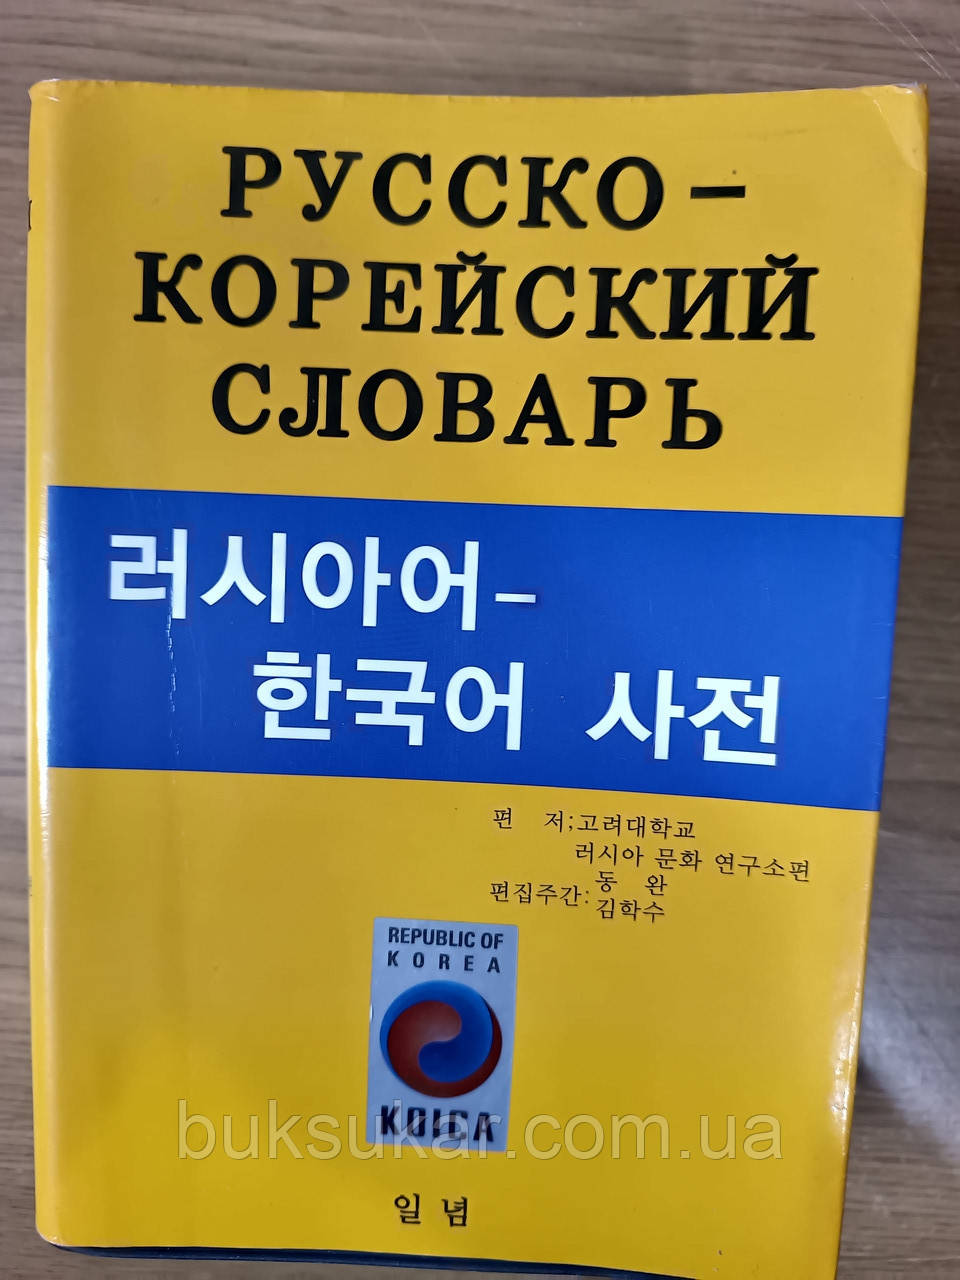 РУССКО-
КОРЕЙСКИЙ
СЛОВАРЬ
러시아어-
한국어 사전
편 저;고려대학교
러시아 문화 연구소편
동 완
편집주간: 김학수
REPUBLIC OF
KOREA
KOICA
buksukar.com.ua
일념